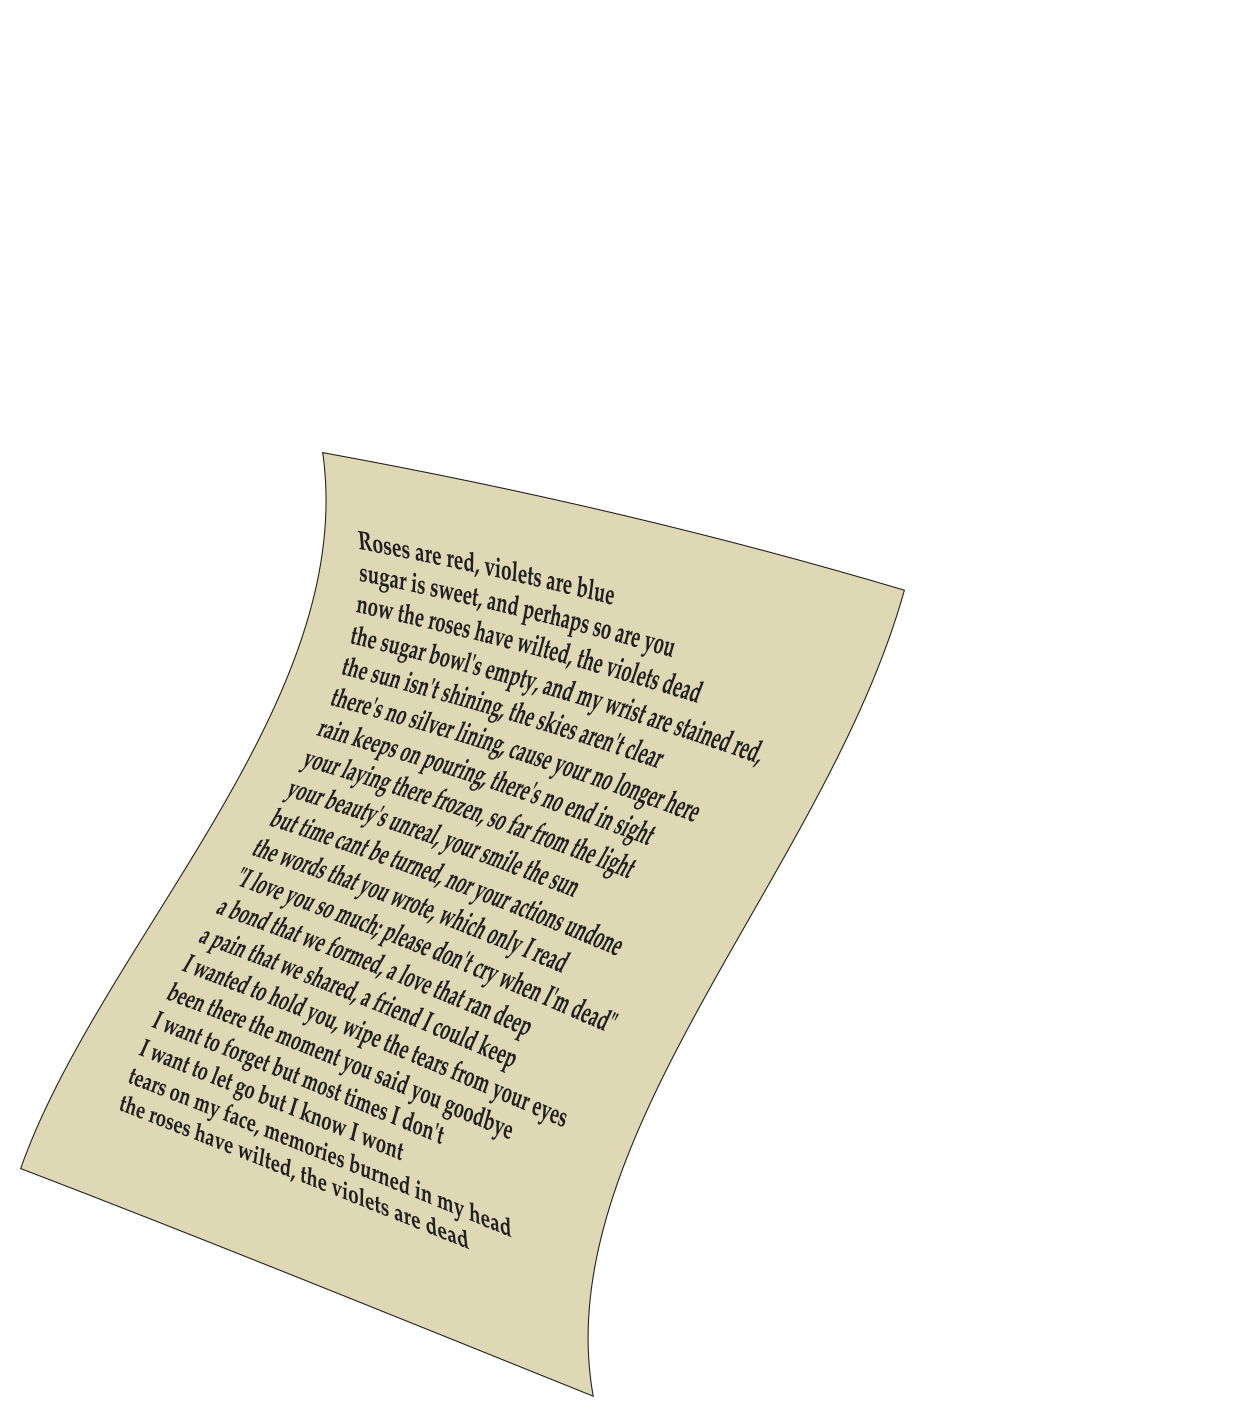 Roses are red, violets are blue
sugar is sweet, and perhaps so are you
now the roses have wilted, the violets dead
the sugar bowl's empty, and my wrist are stained red,
the sun isn't shining, the skies aren't clear
there's no silver lining, cause your no longer here
rain keeps on pouring, there's no end in sight
your laying there frozen, so far from the light
your beauty's unreal, your smile the sun
but time cant be turned, nor your actions undone
the words that you wrote, which only I read
"I love you so much; please don't cry when I'm dead"
a bond that we formed, a love that ran deep
a pain that we shared, a friend I could keep
I wanted to hold you, wipe the tears from your eyes
been there the moment you said you goodbye
I want to forget but most times I don't
I want to let go but I know I wont
tears on my face, memories burned in my head
the roses have wilted, the violets are dead